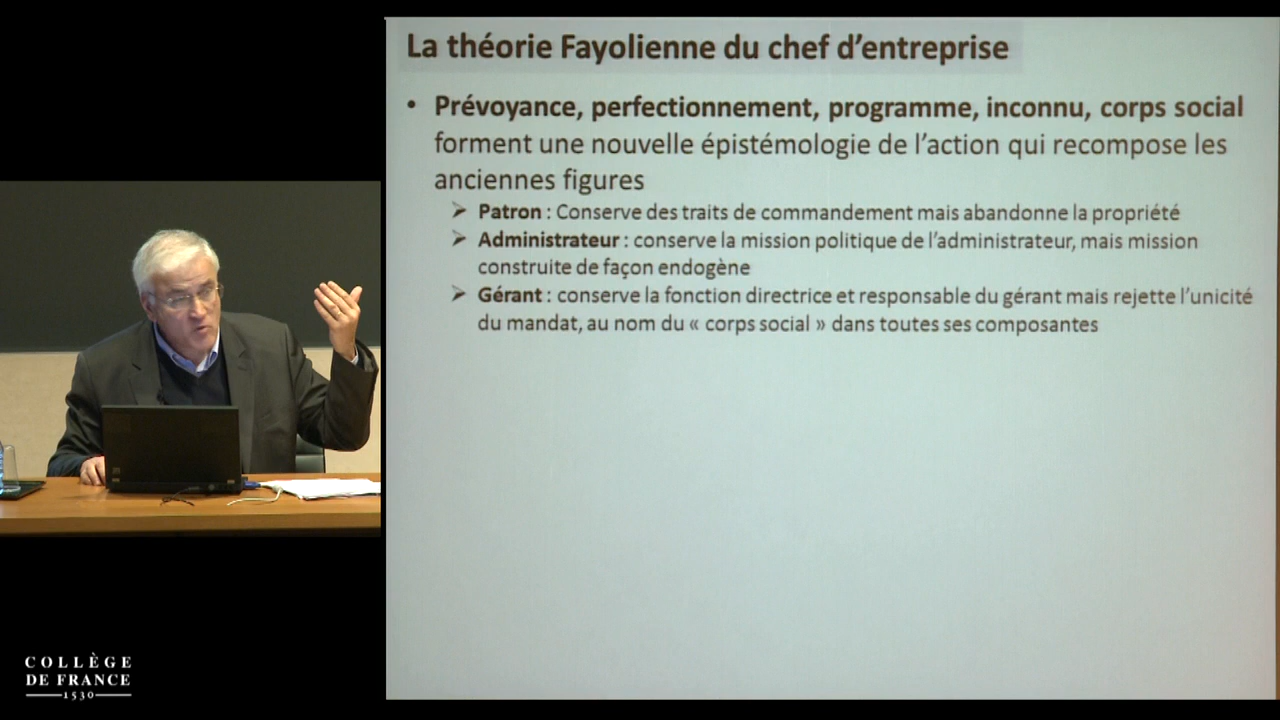 La théorie Fayolienne du chef d'entreprise
• Prévoyance, perfectionnement, programme, inconnu, corps social
forment une nouvelle épistémologie de l'action qui recompose les
anciennes figures
➢ Patron : Conserve des traits de commandement mais abandonne la propriété
➢ Administrateur : conserve la mission politique de l'administrateur, mais mission
construite de façon endogène
➢ Gérant : conserve la fonction directrice et responsable du gérant mais rejette l'unicité
du mandat, au nom du « corps social » dans toutes ses composantes
COLLÈGE
DE FRANCE
1530